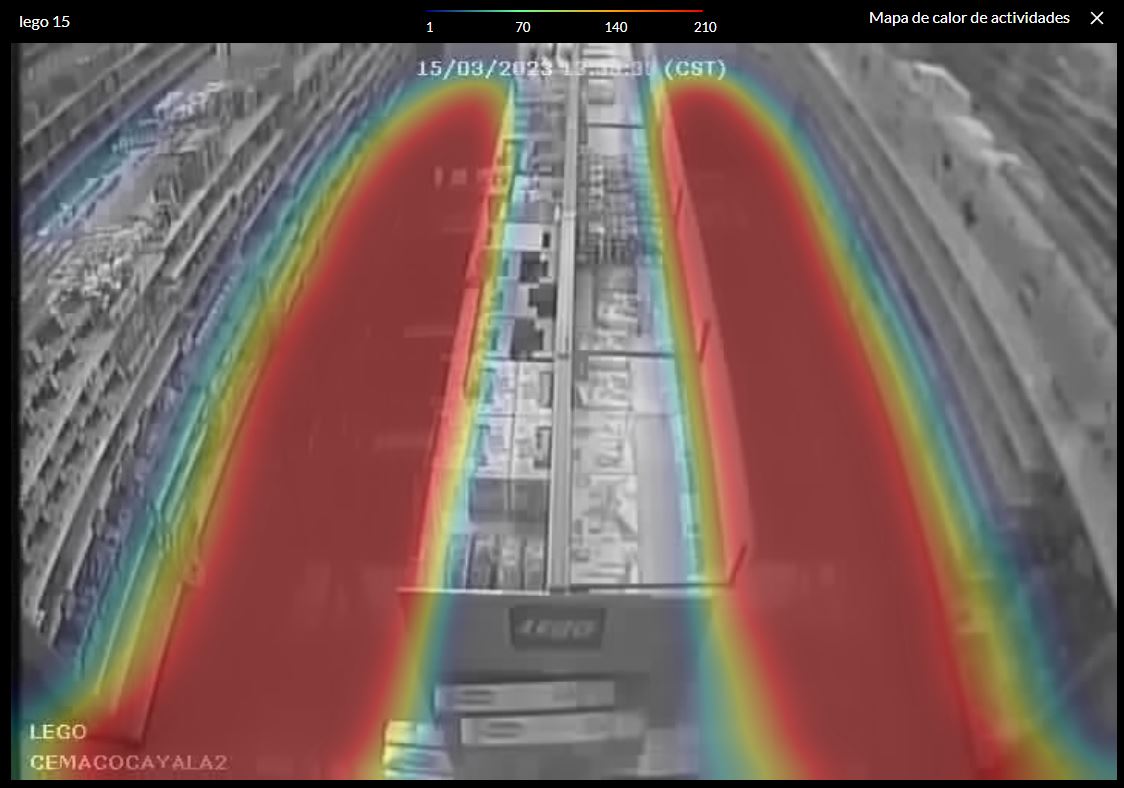 lego 15
1 70 140 210
Mapa de calor de actividades
15/03/2023 (CST)
LEGO
LEGO
CEMACOCAYALA2